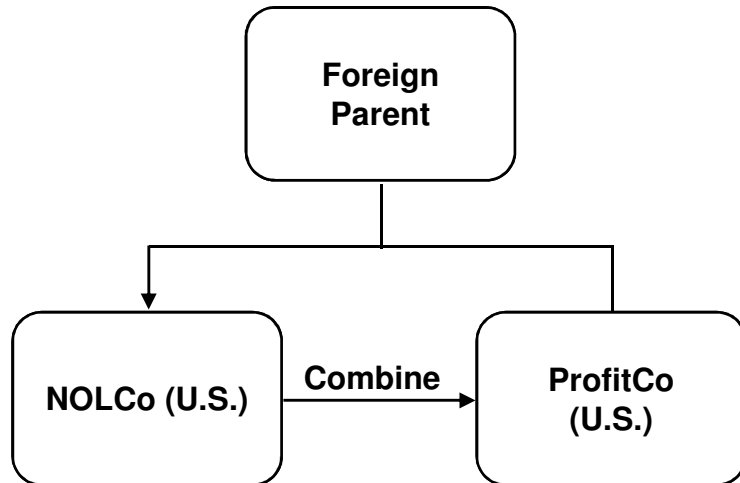 Foreign
Parent
NOLCo (U.S.)
Combine
ProfitCo
(U.S.)